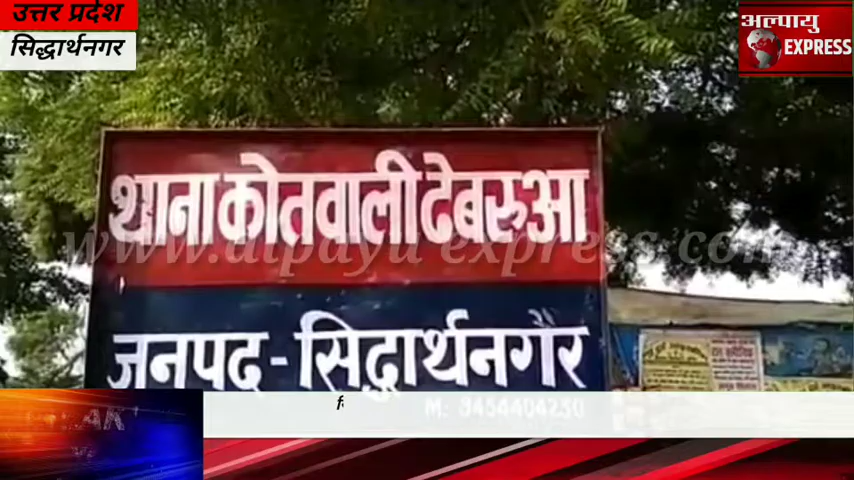 उत्तर प्रदेश
सिद्धार्थनगर
अल्पायु
EXPRESS
थाना कोतवाली ढेबरुआ
www.alpayu express.com
जनपद - सिद्धार्थनगर
M: 9454404230